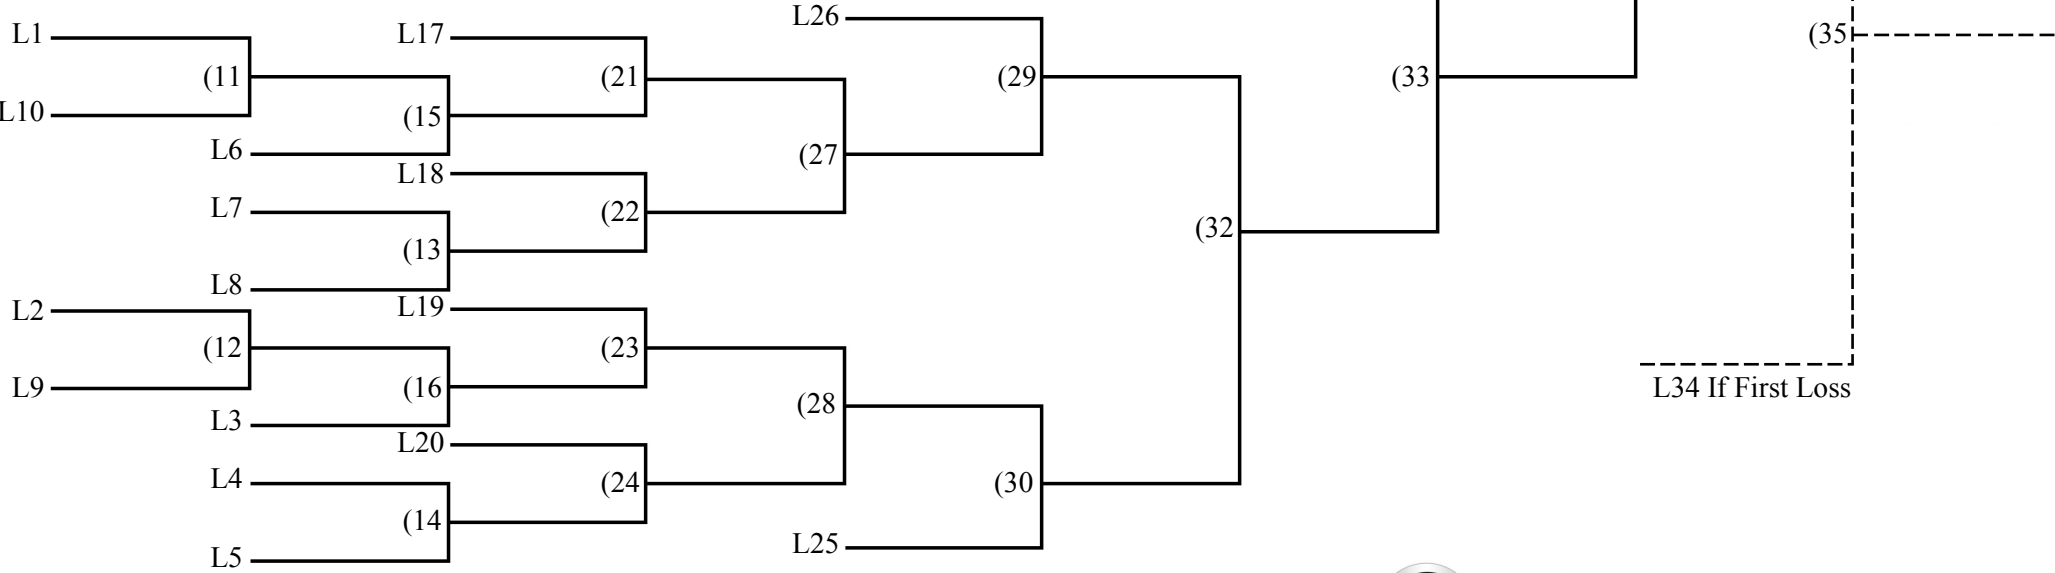 L26
L1
L17
(35
(11
(21
(29
(33
L10
(15
L6
(27
L18
L7
(22
(32
(13
L8
L19
L2
(12
(23
L9
(16
L34 If First Loss
(28
L3
L20
L4
(24
(30
(14
L25
L5